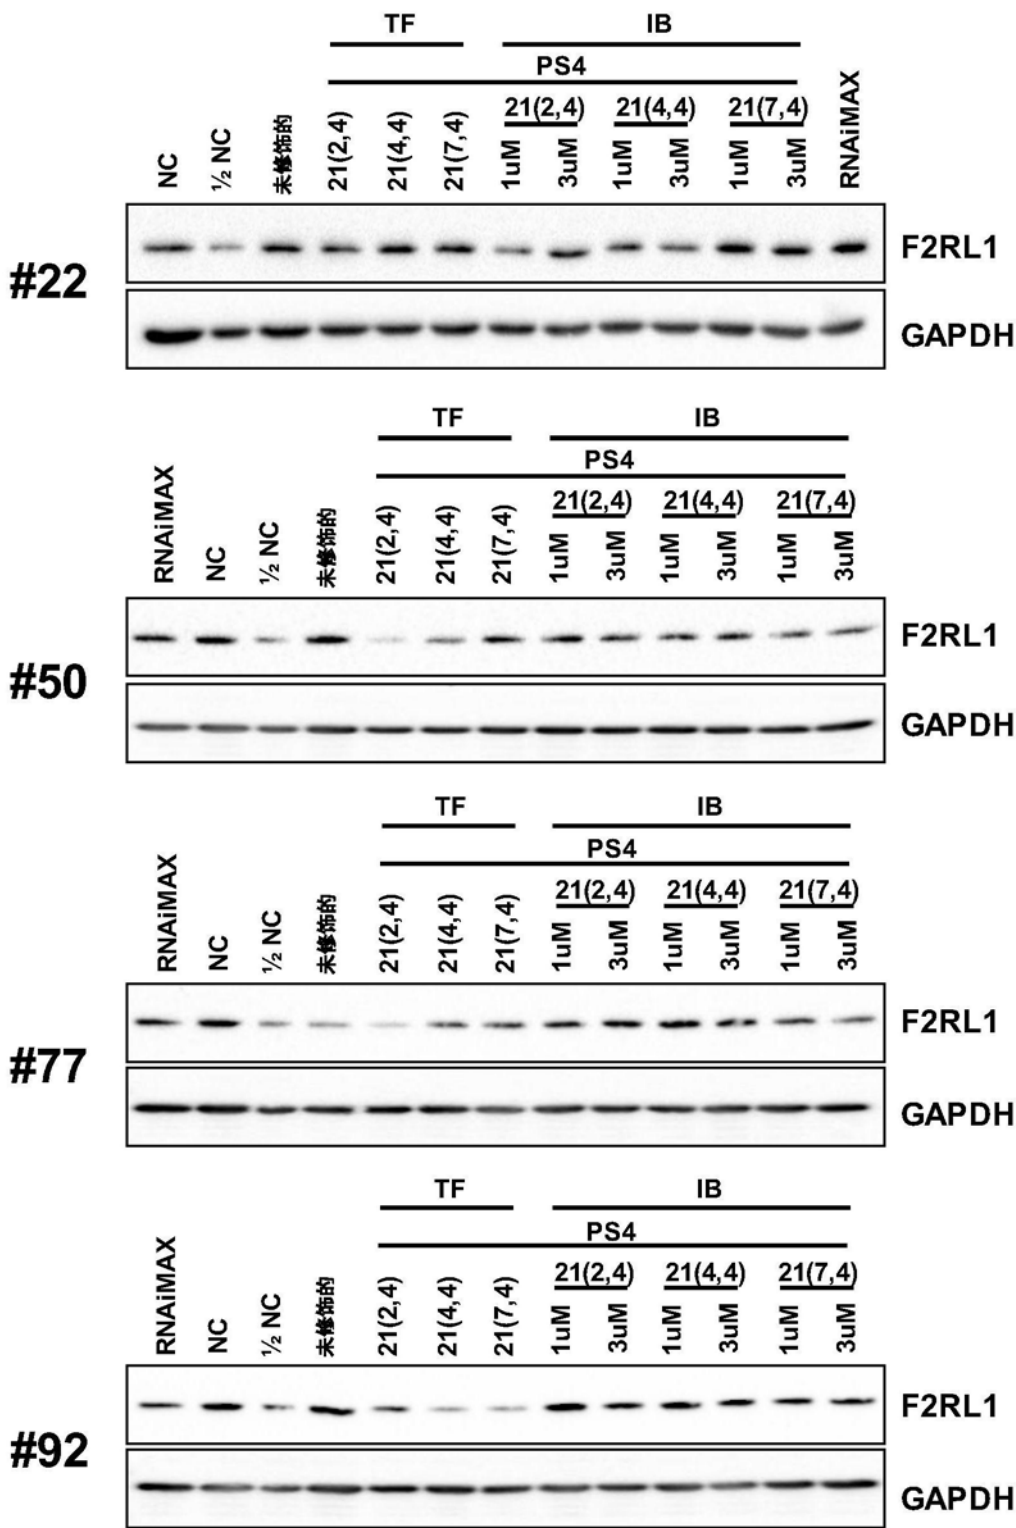 TF IB
PS4
21(2,4) 21(4,4) 21(7,4)
NC ½ NC 未修饰的 21(2,4) 21(4,4) 21(7,4) 1uM 3uM 1uM 3uM 1uM 3uM RNAiMAX
F2RL1
#22
GAPDH
TF IB
PS4
21(2,4) 21(4,4) 21(7,4)
RNAiMAX NC ½ NC 未修饰的 21(2,4) 21(4,4) 21(7,4) 1uM 3uM 1uM 3uM 1uM 3uM
F2RL1
#50
GAPDH
TF IB
PS4
21(2,4) 21(4,4) 21(7,4)
RNAiMAX NC ½ NC 未修饰的 21(2,4) 21(4,4) 21(7,4) 1uM 3uM 1uM 3uM 1uM 3uM
F2RL1
#77
GAPDH
TF IB
PS4
21(2,4) 21(4,4) 21(7,4)
RNAiMAX NC ½ NC 未修饰的 21(2,4) 21(4,4) 21(7,4) 1uM 3uM 1uM 3uM 1uM 3uM
F2RL1
#92
GAPDH